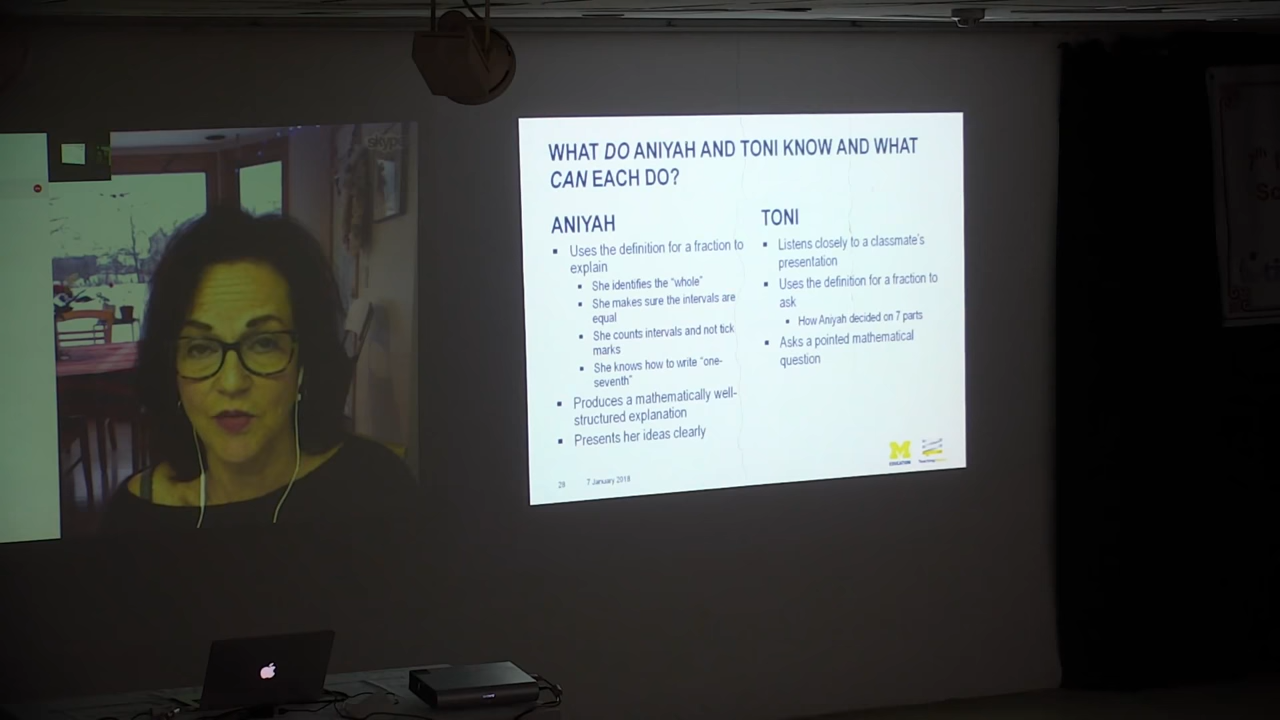 skype
WHAT DO ANIYAH AND TONI KNOW AND WHAT
CAN EACH DO?
ANIYAH
▪ Uses the definition for a fraction to
explain
▪ She identifies the “whole”
▪ She makes sure the intervals are
equal
▪ She counts intervals and not tick
marks
▪ She knows how to write “one-
seventh”
▪ Produces a mathematically well-
structured explanation
▪ Presents her ideas clearly
TONI
▪ Listens closely to a classmate’s
presentation
▪ Uses the definition for a fraction to
ask
▪ How Aniyah decided on 7 parts
▪ Asks a pointed mathematical
question
M
EDUCATION
28 7 January 2018